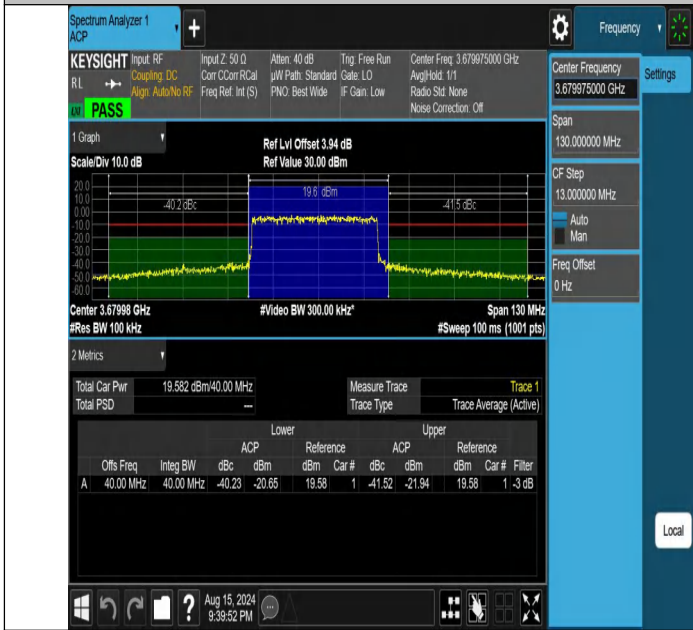 Spectrum Analyzer 1
ACP
Frequency
KEYSIGHT
RL
PASS
Input: RF
Coupling: DC
Align: Auto/No RF
Input Z: 50 Ω
Corr CCorr RCal
Freq Ref: Int (S)
Atten: 40 dB
µW Path: Standard
PNO: Best Wide
Trig: Free Run
Gate: LO
IF Gain: Low
Center Freq: 3.679975000 GHz
Avg|Hold: 1/1
Radio Std: None
Noise Correction: Off
Center Frequency
3.679975000 GHz
Settings
Span
130.000000 MHz
CF Step
13.000000 MHz
Auto
Man
Freq Offset
0 Hz
Local
1 Graph
Scale/Div 10.0 dB
Ref Lvl Offset 3.94 dB
Ref Value 30.00 dBm
20.0
10.0
0.00
-10.0
-20.0
-30.0
-40.0
-50.0
-60.0
-40.2 dBc
19.6 dBm
-41.5 dBc
Center 3.67998 GHz
#Video BW 300.00 kHz*
Span 130 MHz
#Res BW 100 kHz
#Sweep 100 ms (1001 pts)
2 Metrics
Total Car Pwr 19.582 dBm/40.00 MHz
Total PSD ---
Measure Trace Trace 1
Trace Type Trace Average (Active)
Lower Upper
ACP Reference ACP Reference
Offs Freq Integ BW dBc dBm dBm Car # dBc dBm dBm Car # Filter
A 40.00 MHz 40.00 MHz -40.23 -20.65 19.58 1 -41.52 -21.94 19.58 1 -3 dB
Aug 15, 2024
9:39:52 PM